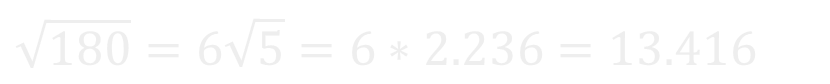 √180 = 6√5 = 6 * 2.236 = 13.416